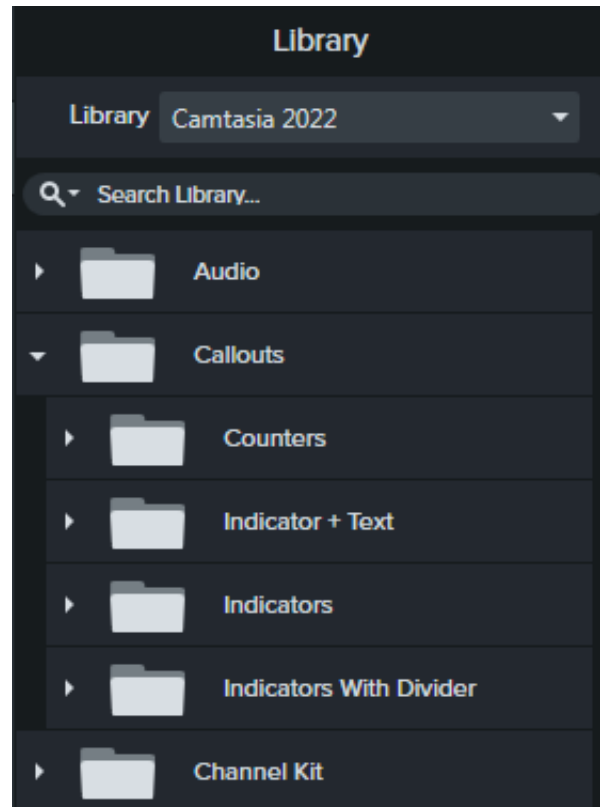 Library
Library Camtasia 2022
Search Library...
Audio
Callouts
Counters
Indicator + Text
Indicators
Indicators With Divider
Channel Kit